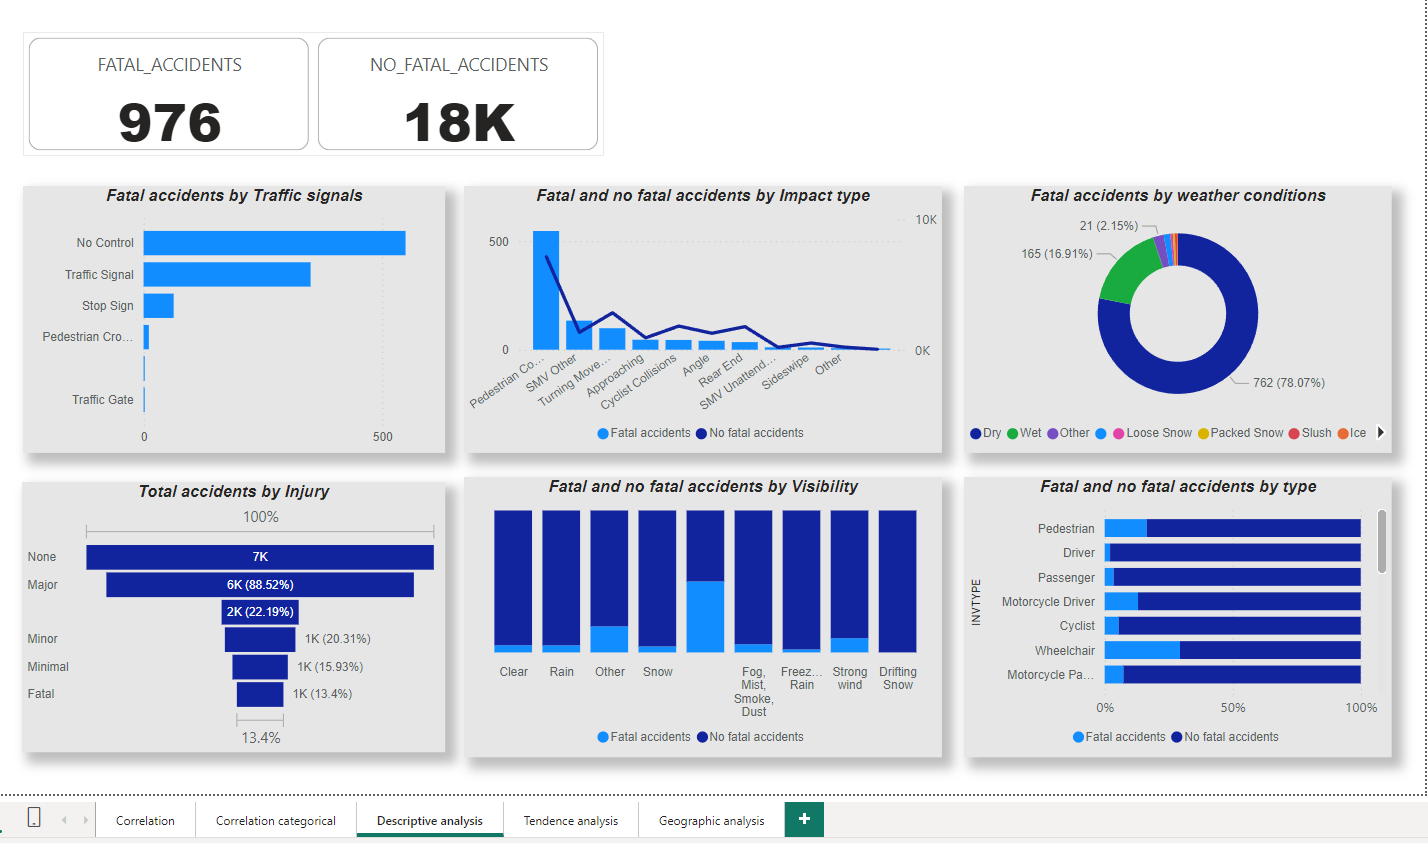 FATAL_ACCIDENTS
976
NO_FATAL_ACCIDENTS
18K
Fatal accidents by Traffic signals
No Control
Traffic Signal
Stop Sign
Pedestrian Cro...
Traffic Gate
0
500
Fatal and no fatal accidents by Impact type
500
0
10K
0K
Pedestrian Co...
SMV Other
Turning Move...
Approaching
Cyclist Collisions
Angle
Rear End
SMV Unattend...
Sideswipe
Other
Fatal accidents
No fatal accidents
Fatal accidents by weather conditions
21 (2.15%)
165 (16.91%)
762 (78.07%)
Dry
Wet
Other
Loose Snow
Packed Snow
Slush
Ice
Total accidents by Injury
100%
None
7K
Major
6K (88.52%)
2K (22.19%)
Minor
1K (20.31%)
Minimal
1K (15.93%)
Fatal
1K (13.4%)
13.4%
Fatal and no fatal accidents by Visibility
Clear
Rain
Other
Snow
Fog,
Mist,
Smoke,
Dust
Freez...
Rain
Strong
wind
Drifting
Snow
Fatal accidents
No fatal accidents
Fatal and no fatal accidents by type
INVTYPE
Pedestrian
Driver
Passenger
Motorcycle Driver
Cyclist
Wheelchair
Motorcycle Pa...
0%
50%
100%
Fatal accidents
No fatal accidents
Correlation
Correlation categorical
Descriptive analysis
Tendence analysis
Geographic analysis
+